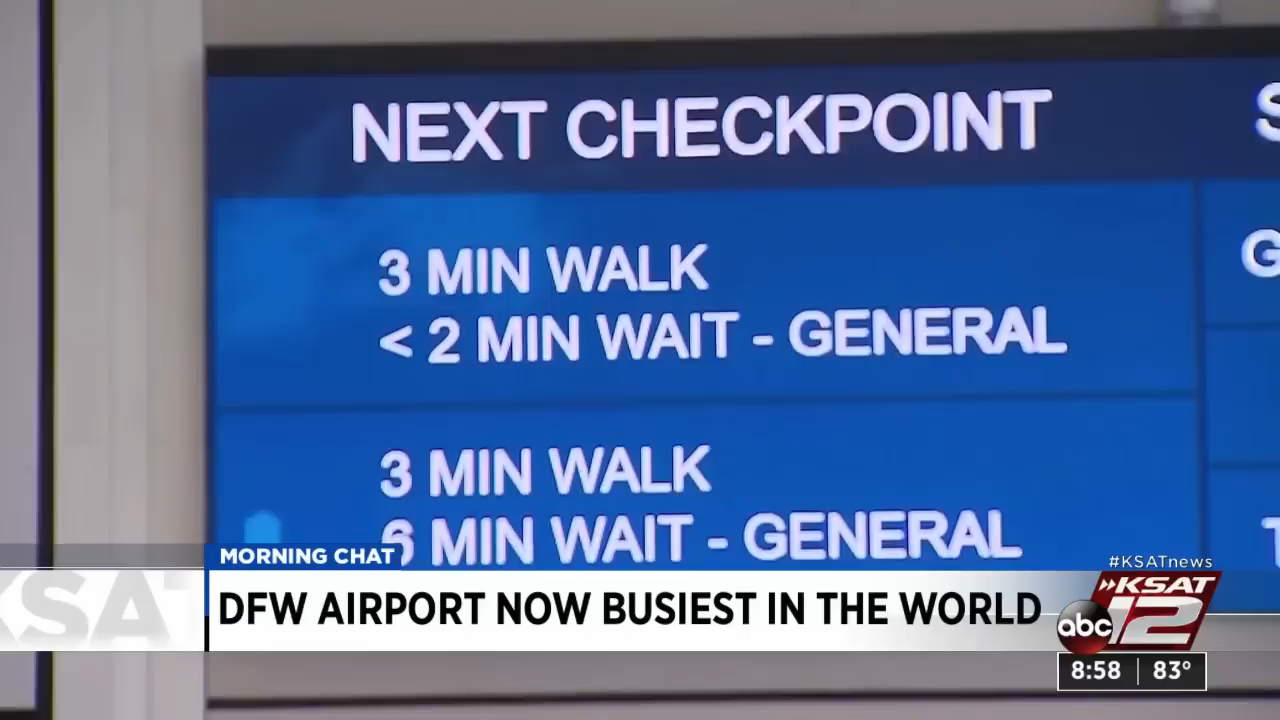 NEXT CHECKPOINT
3 MIN WALK
< 2 MIN WAIT - GENERAL
3 MIN WALK
6 MIN WAIT - GENERAL
MORNING CHAT
#KSATnews
KSAT
DFW AIRPORT NOW BUSIEST IN THE WORLD
abc
KSAT
12
8:58
83°